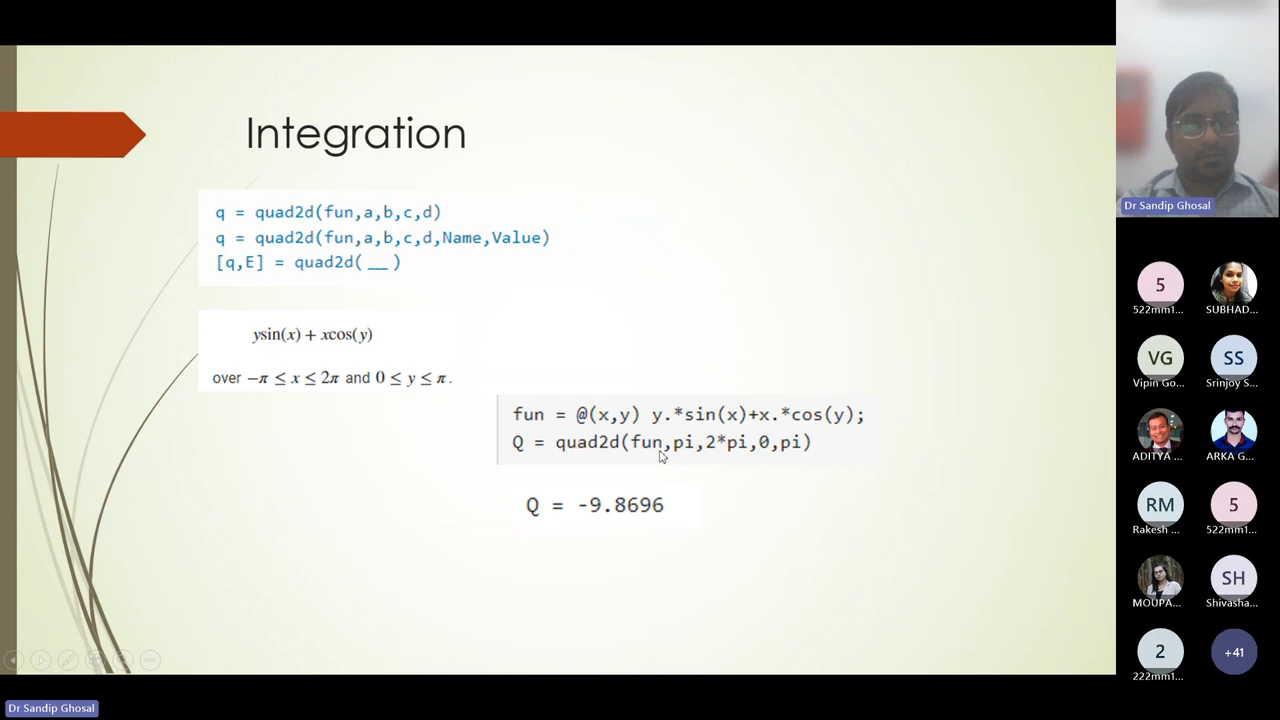 Integration
q = quad2d(fun,a,b,c,d)
q = quad2d(fun,a,b,c,d,Name,Value)
[q,E] = quad2d( __ )
ysin(x) + xcos(y)
over −π ≤ x ≤ 2π and 0 ≤ y ≤ π.
fun = @(x,y) y.*sin(x)+x.*cos(y);
Q = quad2d(fun,pi,2*pi,0,pi)
Q = -9.8696
Dr Sandip Ghosal
5
522mm1...
SUBHAD...
VG
Vipin Go...
SS
Srinjoy S...
ADITYA ...
ARKA G...
RM
Rakesh ...
5
522mm1...
MOUPA...
SH
Shivasha...
2
222mm1...
+41
Dr Sandip Ghosal